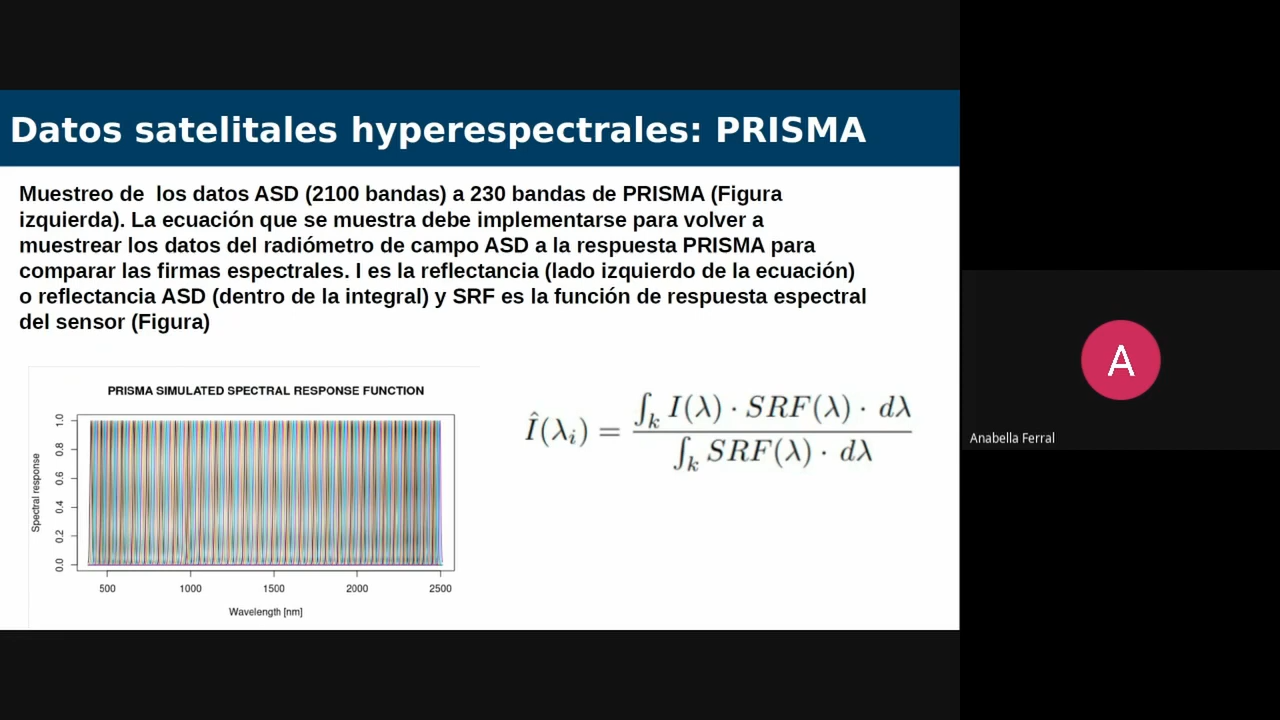 Datos satelitales hyperespectrales: PRISMA
Muestreo de  los datos ASD (2100 bandas) a 230 bandas de PRISMA (Figura
izquierda). La ecuación que se muestra debe implementarse para volver a
muestrear los datos del radiómetro de campo ASD a la respuesta PRISMA para
comparar las firmas espectrales. I es la reflectancia (lado izquierdo de la ecuación)
o reflectancia ASD (dentro de la integral) y SRF es la función de respuesta espectral
del sensor (Figura)
PRISMA SIMULATED SPECTRAL RESPONSE FUNCTION
Spectral response
1.0
0.8
0.6
0.4
0.2
0.0
500 1000 1500 2000 2500
Wavelength [nm]
Î(λᵢ) = ∫ₖ I(λ) · SRF(λ) · dλ
∫ₖ SRF(λ) · dλ
A
Anabella Ferral